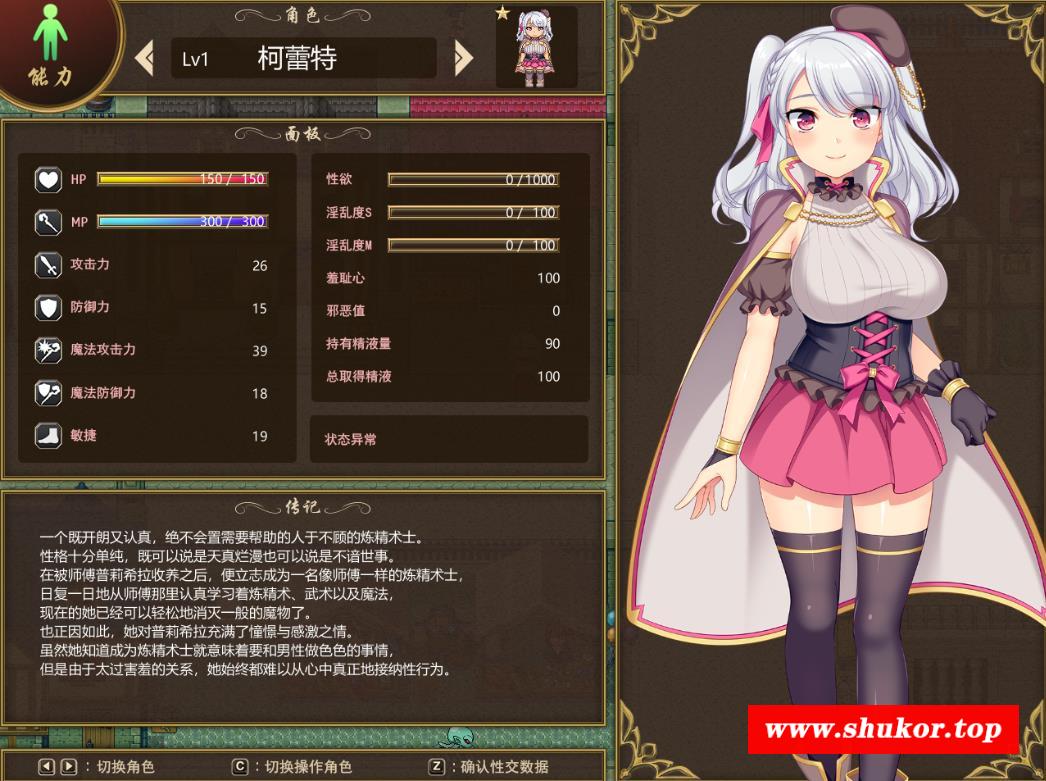 能力
角色
Lv1 柯蕾特
面板
HP 150/ 150
MP 300/ 300
攻击力 26
防御力 15
魔法攻击力 39
魔法防御力 18
敏捷 19
性欲 0/1000
淫乱度S 0/ 100
淫乱度M 0/ 100
羞耻心 100
邪恶值 0
持有精液量 90
总取得精液 100
状态异常
传记
一个既开朗又认真，绝不会置需要帮助的人于不顾的炼精术士。
性格十分单纯，既可以说是天真烂漫也可以说是不谙世事。
在被师傅普莉希拉收养之后，便立志成为一名像师傅一样的炼精术士，
日复一日地从师傅那里认真学习着炼精术、武术以及魔法，
现在的她已经可以轻松地消灭一般的魔物了。
也正因如此，她对普莉希拉充满了憧憬与感激之情。
虽然她知道成为炼精术士就意味着要和男性做色色的事情，
但是由于太过害羞的关系，她始终都难以从心中真正地接纳性行为。
：切换角色 C：切换操作角色 Z：确认性交数据
www.shukor.top